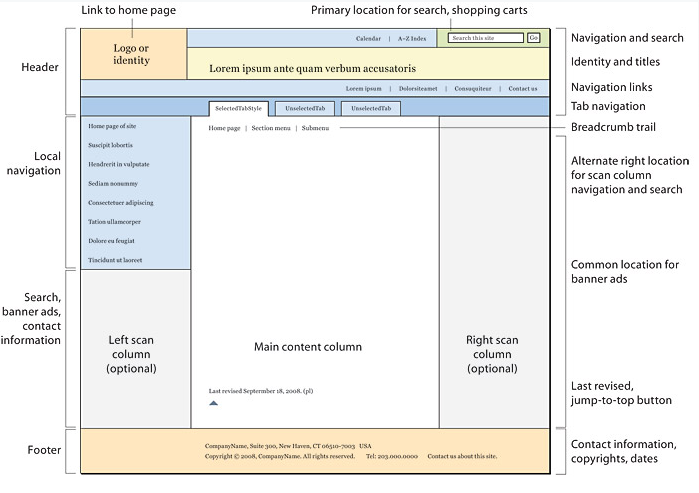 Link to home page
Primary location for search, shopping carts
Header
Logo or
identity
Calendar | A–Z Index
Search this site
Go
Navigation and search
Lorem ipsum ante quam verbum accusatoris
Identity and titles
Lorem ipsum | Dolorsiteamet | Consequiteur | Contact us
Navigation links
SelectedTabStyle
UnselectedTab
UnselectedTab
Tab navigation
Home page | Section menu | Submenu
Breadcrumb trail
Local
navigation
Home page of site
Suscipit lobortis
Hendrerit in vulputate
Sediam nonummy
Consectetuer adipiscing
Tation ullamcorper
Dolore eu feugiat
Tincidunt ut laoreet
Alternate right location
for scan column
navigation and search
Common location for
banner ads
Search,
banner ads,
contact
information
Left scan
column
(optional)
Main content column
Right scan
column
(optional)
Last revised Septermber 18, 2008. (pl)
Last revised,
jump-to-top button
Footer
CompanyName, Suite 300, New Haven, CT 06510-7003 USA
Copyright © 2008, CompanyName. All rights reserved. Tel: 203.000.0000 Contact us about this site.
Contact information,
copyrights, dates